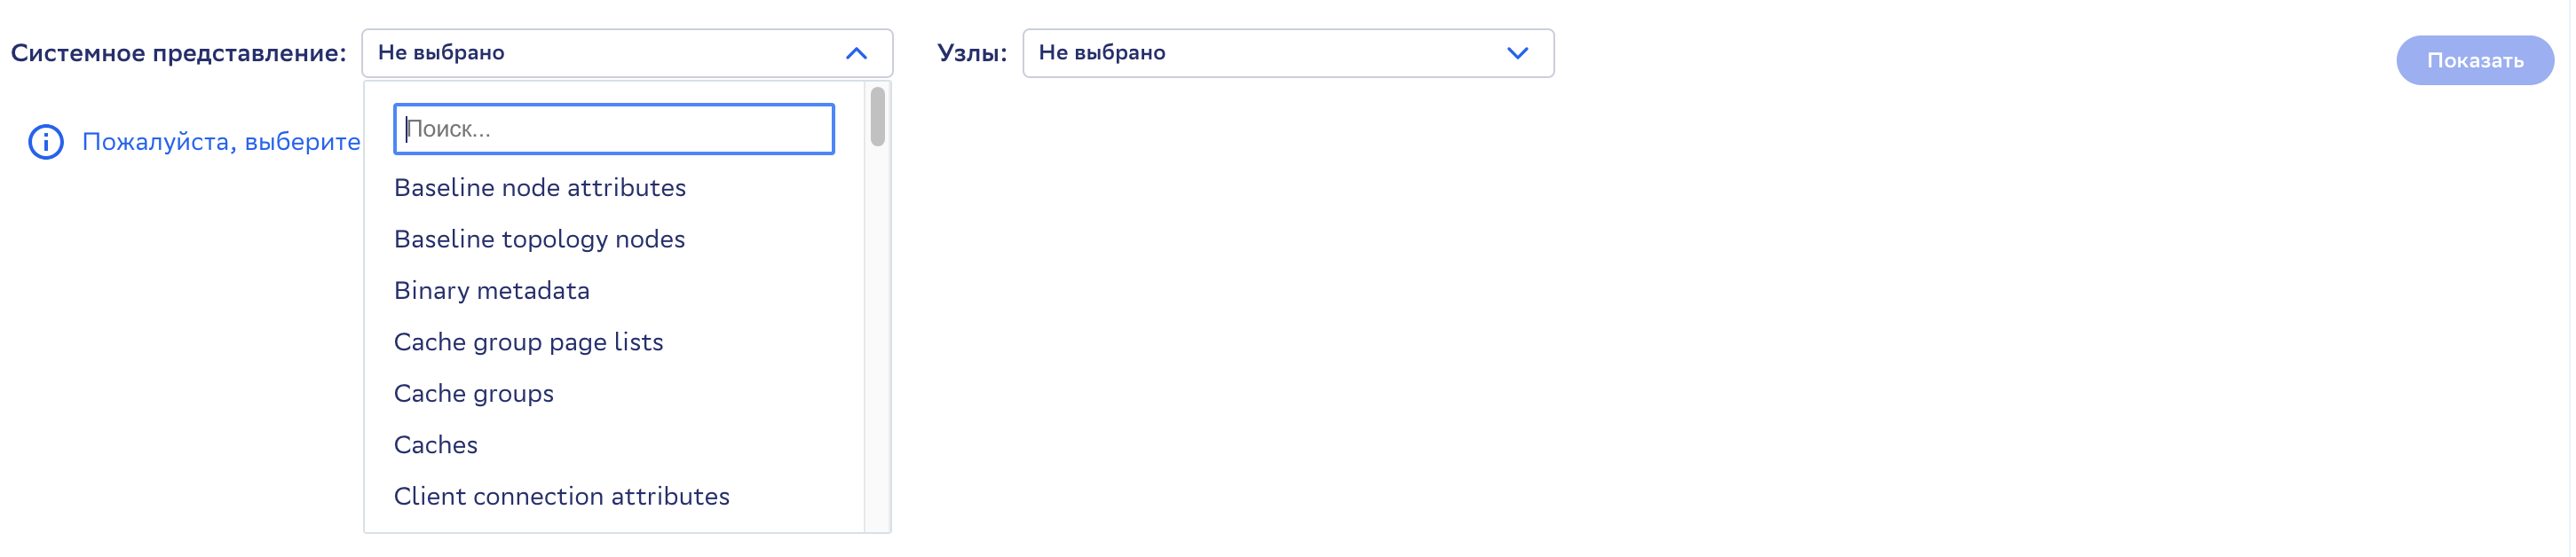 Системное представление: Не выбрано Узлы: Не выбрано Показать
Пожалуйста, выберите
Поиск...
Baseline node attributes
Baseline topology nodes
Binary metadata
Cache group page lists
Cache groups
Caches
Client connection attributes